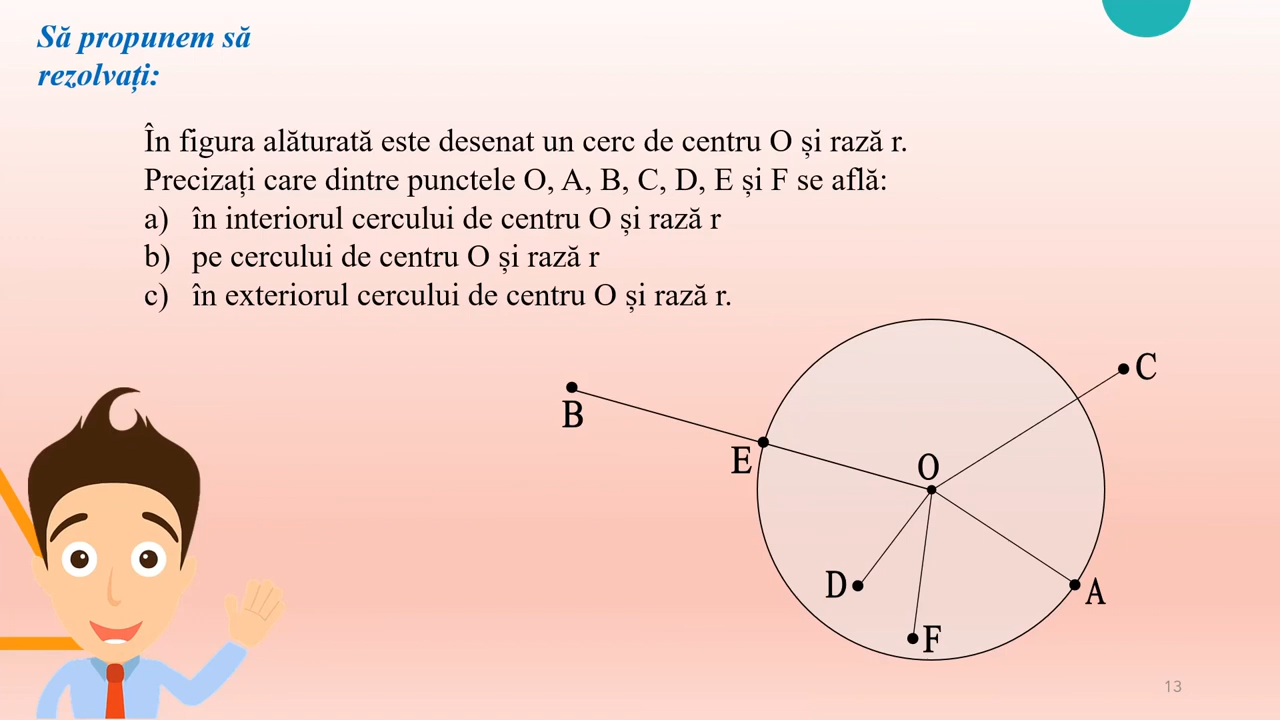 Să propunem să
rezolvați:
În figura alăturată este desenat un cerc de centru O și rază r.
Precizați care dintre punctele O, A, B, C, D, E și F se află:
a) în interiorul cercului de centru O și rază r
b) pe cercului de centru O și rază r
c) în exteriorul cercului de centru O și rază r.
C
B
E
O
D
A
F
13